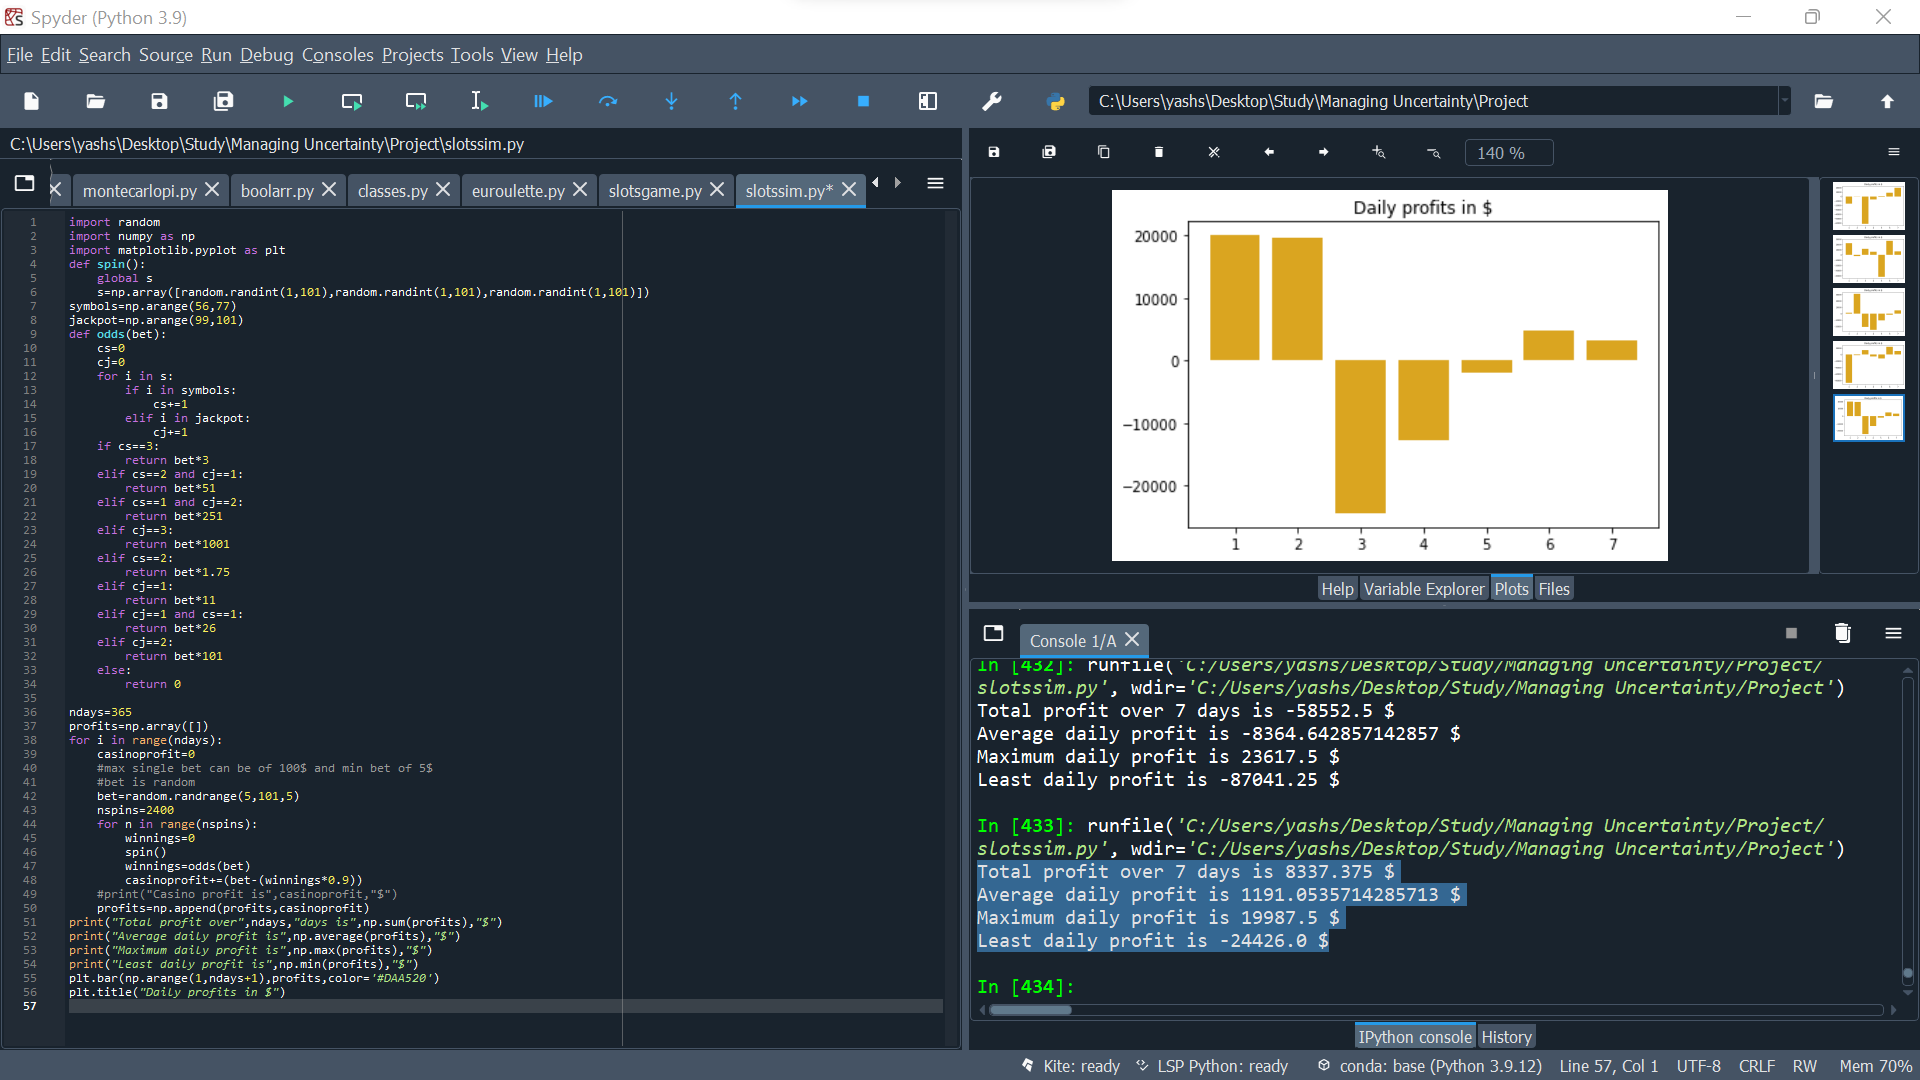 Spyder (Python 3.9)
File Edit Search Source Run Debug Consoles Projects Tools View Help
C:\Users\yashs\Desktop\Study\Managing Uncertainty\Project
C:\Users\yashs\Desktop\Study\Managing Uncertainty\Project\slotssim.py
montecarlopi.py boolarr.py classes.py euroulette.py slotsgame.py slotssim.py*
1 import random
2 import numpy as np
3 import matplotlib.pyplot as plt
4 def spin():
5     global s
6     s=np.array([random.randint(1,101),random.randint(1,101),random.randint(1,101)])
7 symbols=np.arange(56,77)
8 jackpot=np.arange(99,101)
9 def odds(bet):
10     cs=0
11     cj=0
12     for i in s:
13         if i in symbols:
14             cs+=1
15         elif i in jackpot:
16             cj+=1
17     if cs==3:
18         return bet*3
19     elif cs==2 and cj==1:
20         return bet*51
21     elif cs==1 and cj==2:
22         return bet*251
23     elif cj==3:
24         return bet*1001
25     elif cs==2:
26         return bet*1.75
27     elif cj==1:
28         return bet*11
29     elif cj==1 and cs==1:
30         return bet*26
31     elif cj==2:
32         return bet*101
33     else:
34         return 0
35
36 ndays=365
37 profits=np.array([])
38 for i in range(ndays):
39     casinoprofit=0
40     #max single bet can be of 100$ and min bet of 5$
41     #bet is random
42     bet=random.randrange(5,101,5)
43     nspins=2400
44     for n in range(nspins):
45         winnings=0
46         spin()
47         winnings=odds(bet)
48         casinoprofit+=(bet-(winnings*0.9))
49     #print("Casino profit is",casinoprofit,"$")
50     profits=np.append(profits,casinoprofit)
51 print("Total profit over",ndays,"days is",np.sum(profits),"$")
52 print("Average daily profit is",np.average(profits),"$")
53 print("Maximum daily profit is",np.max(profits),"$")
54 print("Least daily profit is",np.min(profits),"$")
55 plt.bar(np.arange(1,ndays+1),profits,color='#DAA520')
56 plt.title("Daily profits in $")
57
140 %
Daily profits in $
20000
10000
0
−10000
−20000
1 2 3 4 5 6 7
Help Variable Explorer Plots Files
Console 1/A
In [432]: runfile('C:/Users/yashs/Desktop/Study/Managing Uncertainty/Project/
slotssim.py', wdir='C:/Users/yashs/Desktop/Study/Managing Uncertainty/Project')
Total profit over 7 days is -58552.5 $
Average daily profit is -8364.642857142857 $
Maximum daily profit is 23617.5 $
Least daily profit is -87041.25 $
In [433]: runfile('C:/Users/yashs/Desktop/Study/Managing Uncertainty/Project/
slotssim.py', wdir='C:/Users/yashs/Desktop/Study/Managing Uncertainty/Project')
Total profit over 7 days is 8337.375 $
Average daily profit is 1191.0535714285713 $
Maximum daily profit is 19987.5 $
Least daily profit is -24426.0 $
In [434]:
IPython console History
Kite: ready LSP Python: ready conda: base (Python 3.9.12) Line 57, Col 1 UTF-8 CRLF RW Mem 70%